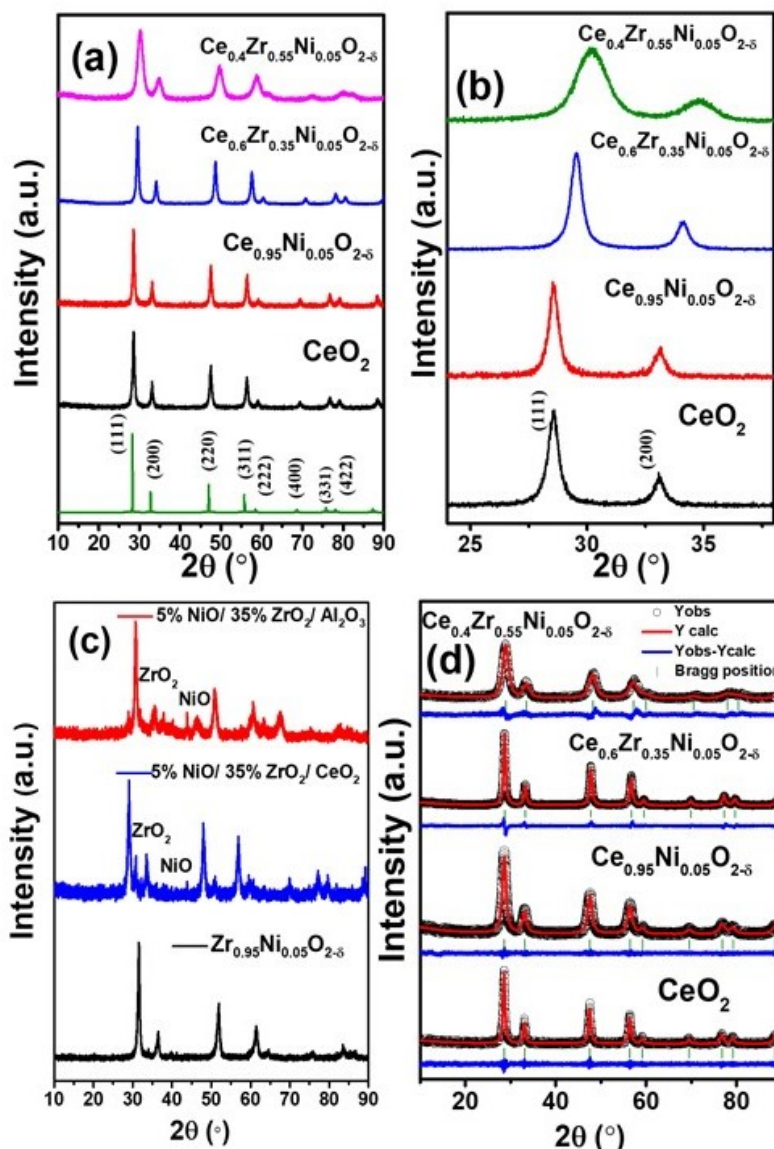 (a)
Ce0.4Zr0.55Ni0.05O2-δ
Ce0.6Zr0.35Ni0.05O2-δ
Ce0.95Ni0.05O2-δ
CeO2
(111)
(200)
(220)
(311)
(222)
(400)
(331)
(422)
10 20 30 40 50 60 70 80 90
2θ (°)
Intensity (a.u.)
(b)
Ce0.4Zr0.55Ni0.05O2-δ
Ce0.6Zr0.35Ni0.05O2-δ
Ce0.95Ni0.05O2-δ
CeO2
(111)
(200)
25 30 35
2θ (°)
Intensity (a.u.)
(c)
5% NiO/ 35% ZrO2/ Al2O3
ZrO2
NiO
5% NiO/ 35% ZrO2/ CeO2
ZrO2
NiO
Zr0.95Ni0.05O2-δ
10 20 30 40 50 60 70 80 90
2θ (°)
Intensity (a.u.)
(d)
Ce0.4Zr0.55Ni0.05O2-δ
Yobs
Y calc
Yobs-Ycalc
Bragg position
Ce0.6Zr0.35Ni0.05O2-δ
Ce0.95Ni0.05O2-δ
CeO2
20 40 60 80
2θ (°)
Intensity (a.u.)